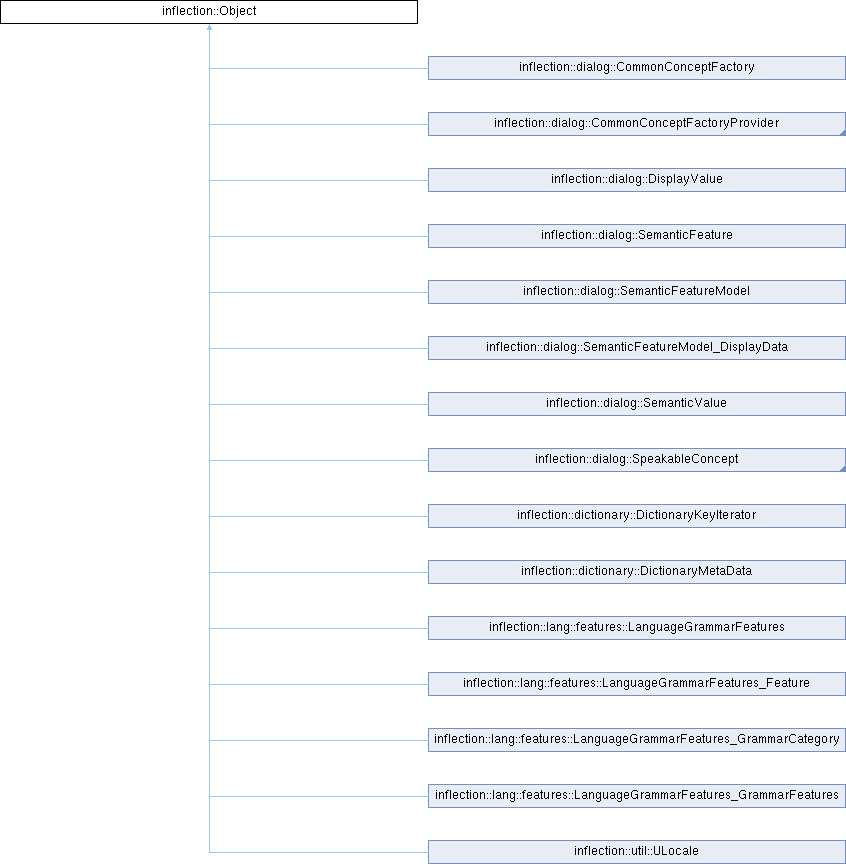 inflection::Object
inflection::dialog::CommonConceptFactory
inflection::dialog::CommonConceptFactoryProvider
inflection::dialog::DisplayValue
inflection::dialog::SemanticFeature
inflection::dialog::SemanticFeatureModel
inflection::dialog::SemanticFeatureModel_DisplayData
inflection::dialog::SemanticValue
inflection::dialog::SpeakableConcept
inflection::dictionary::DictionaryKeyIterator
inflection::dictionary::DictionaryMetaData
inflection::lang::features::LanguageGrammarFeatures
inflection::lang::features::LanguageGrammarFeatures_Feature
inflection::lang::features::LanguageGrammarFeatures_GrammarCategory
inflection::lang::features::LanguageGrammarFeatures_GrammarFeatures
inflection::util::ULocale